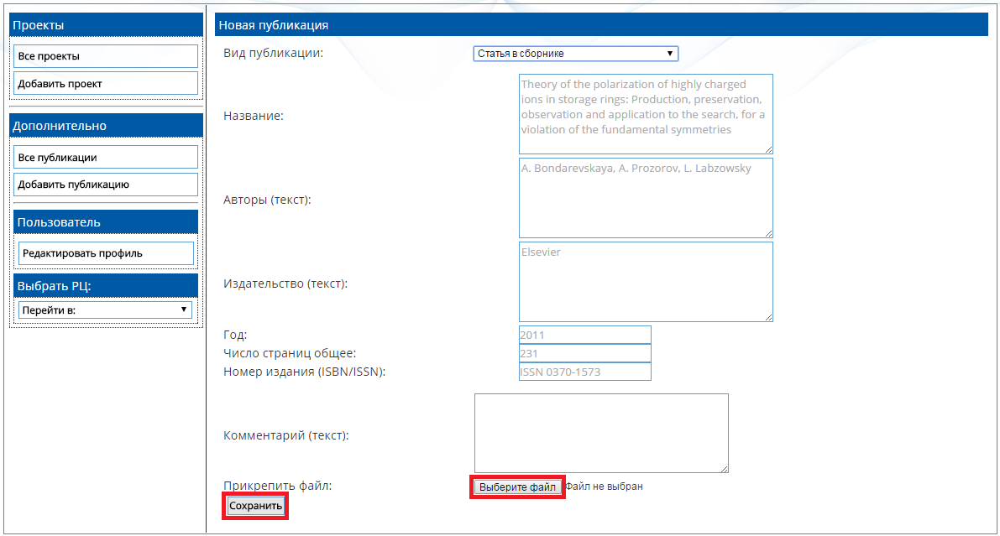 Проекты
Все проекты
Добавить проект
Дополнительно
Все публикации
Добавить публикацию
Пользователь
Редактировать профиль
Выбрать РЦ:
Перейти в:
Новая публикация
Вид публикации:
Статья в сборнике
Название:
Theory of the polarization of highly charged
ions in storage rings: Production, preservation,
observation and application to the search, for a
violation of the fundamental symmetries
Авторы (текст):
A. Bondarevskaya, A. Prozorov, L. Labzowsky
Издательство (текст):
Elsevier
Год:
2011
Число страниц общее:
231
Номер издания (ISBN/ISSN):
ISSN 0370-1573
Комментарий (текст):
Прикрепить файл:
Выберите файл Файл не выбран
Сохранить